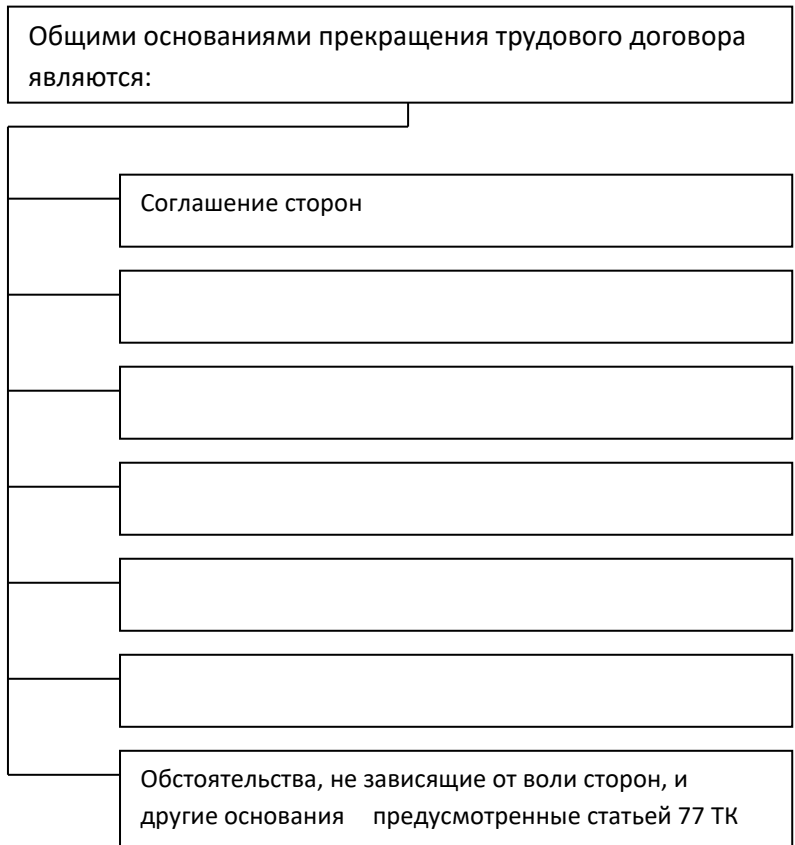 Общими основаниями прекращения трудового договора
являются:
Соглашение сторон
Обстоятельства, не зависящие от воли сторон, и
другие основания предусмотренные статьей 77 ТК